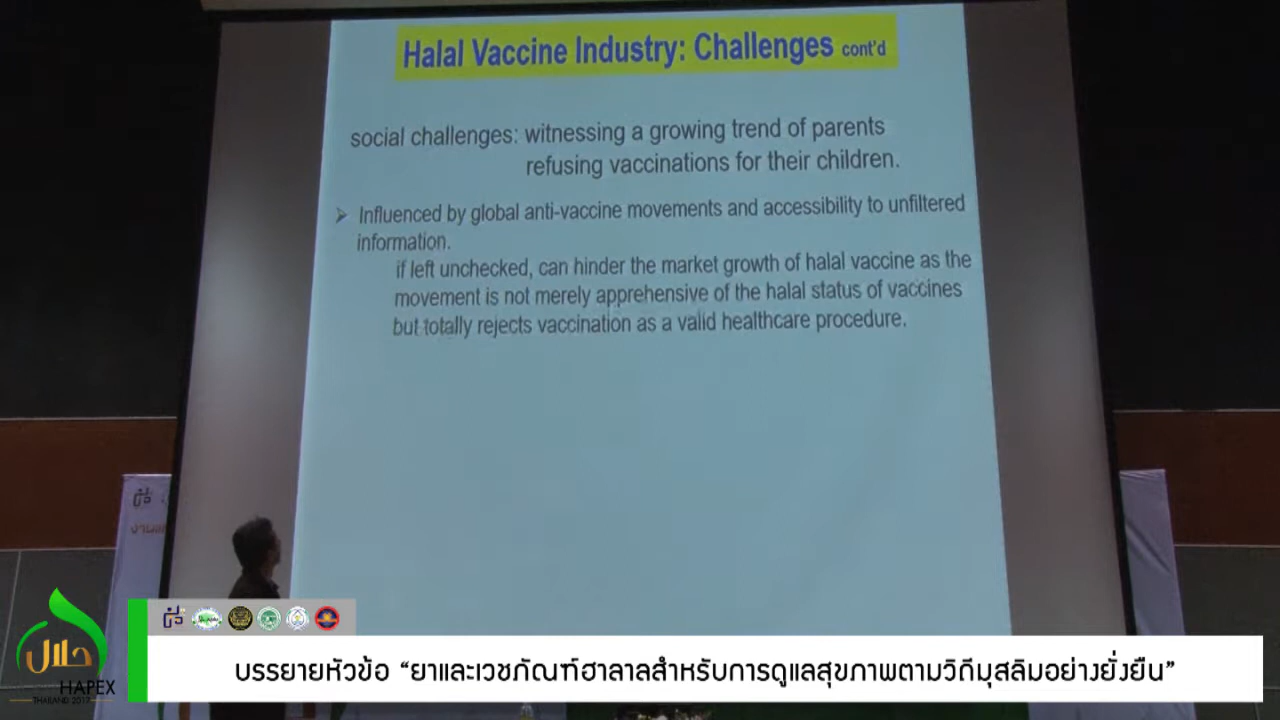 Halal Vaccine Industry: Challenges cont'd
social challenges: witnessing a growing trend of parents
refusing vaccinations for their children.
➢ Influenced by global anti-vaccine movements and accessibility to unfiltered
information.
if left unchecked, can hinder the market growth of halal vaccine as the
movement is not merely apprehensive of the halal status of vaccines
but totally rejects vaccination as a valid healthcare procedure.
حلال
HAPEX
THAILAND 2017
บรรยายหัวข้อ “ยาและเวชภัณฑ์ฮาลาลสำหรับการดูแลสุขภาพตามวิถีมุสลิมอย่างยั่งยืน”